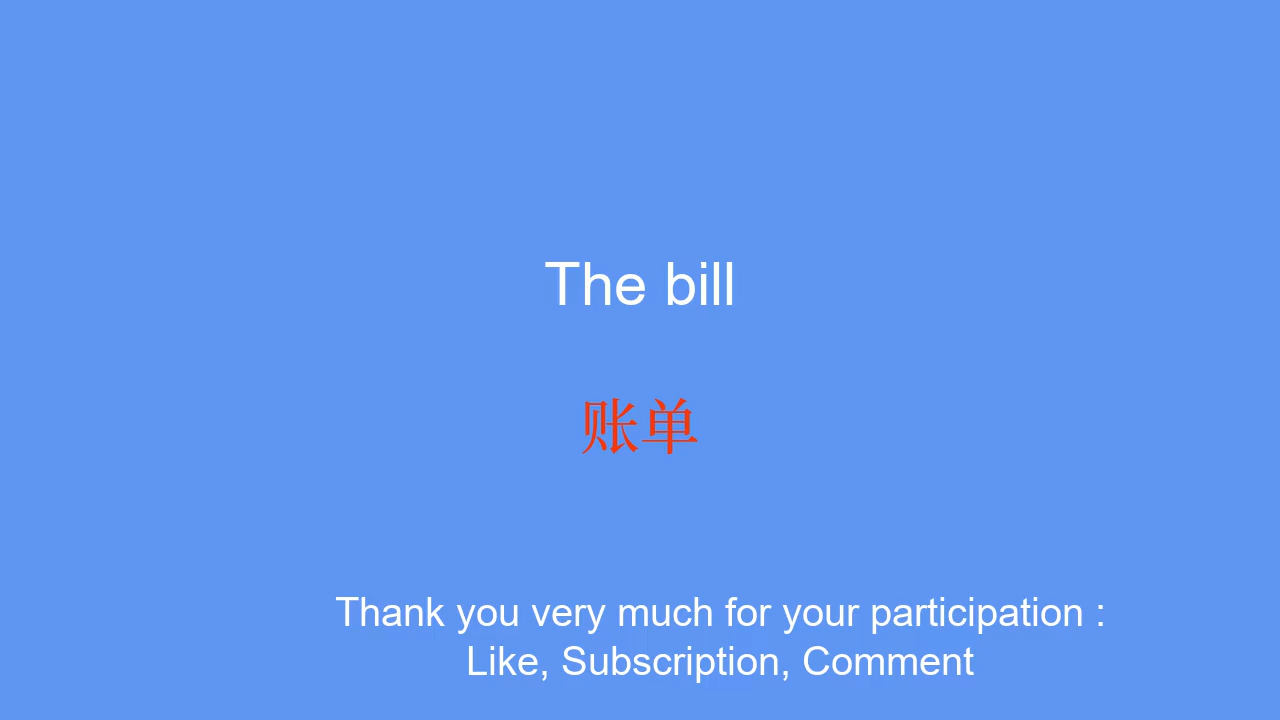 The bill
账单
Thank you very much for your participation :
Like, Subscription, Comment